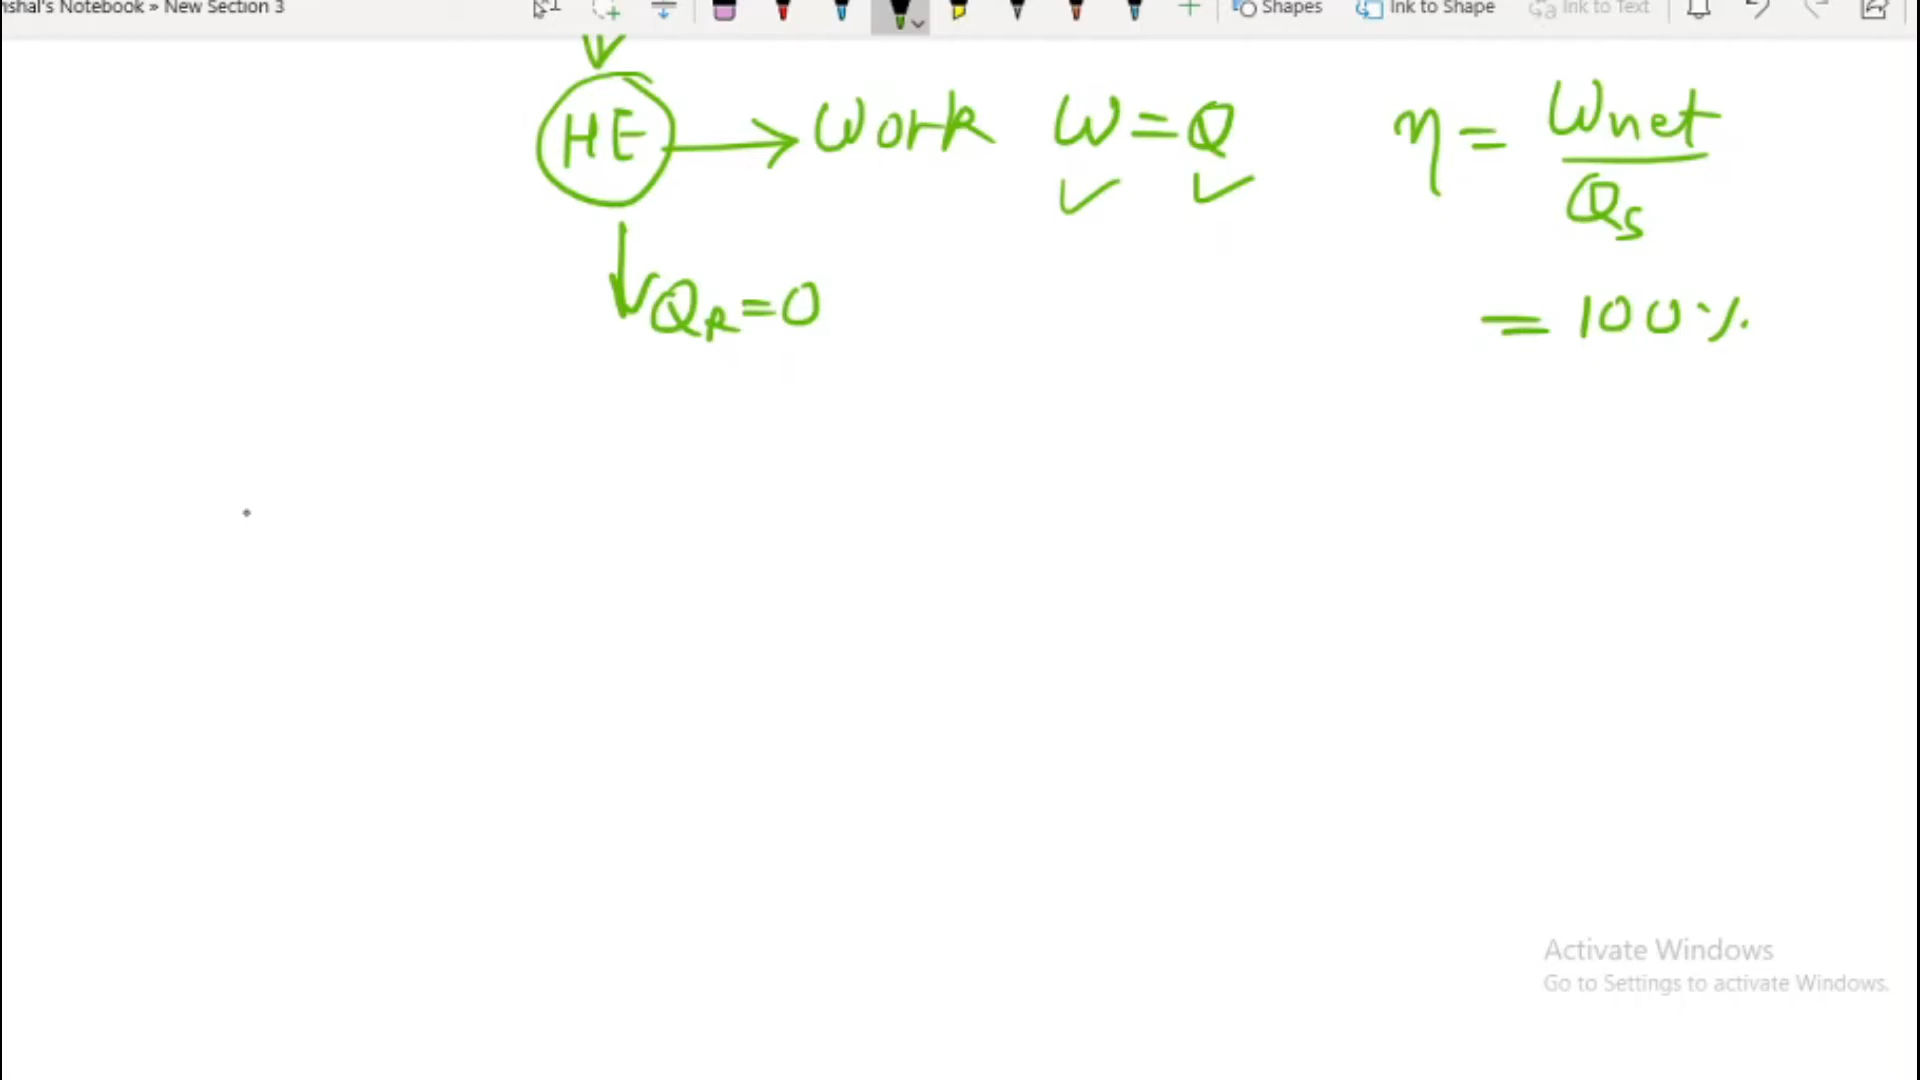 nshal's Notebook » New Section 3
Shapes
Ink to Shape
Ink to Text
HE
Work W = Q
η = Wnet / Qs
QR = 0
= 100%
Activate Windows
Go to Settings to activate Windows.